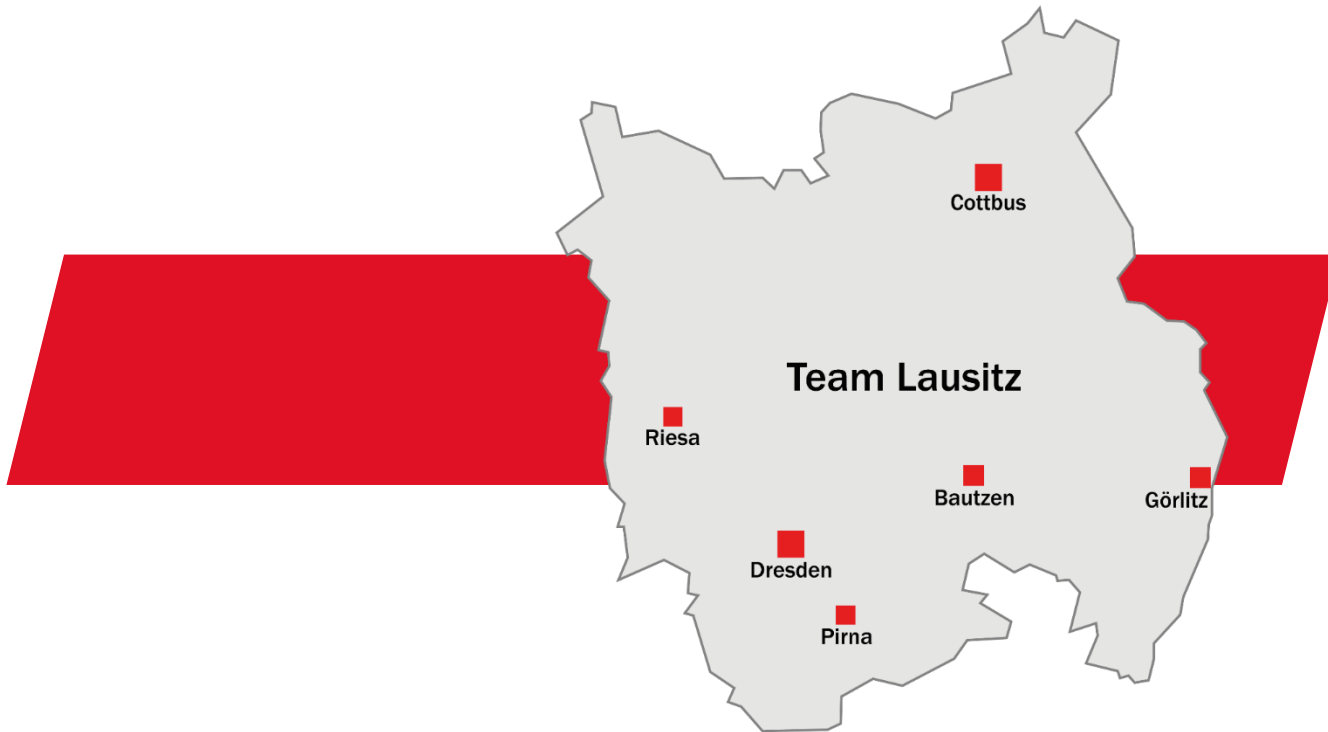 Cottbus
Team Lausitz
Riesa
Bautzen
Görlitz
Dresden
Pirna